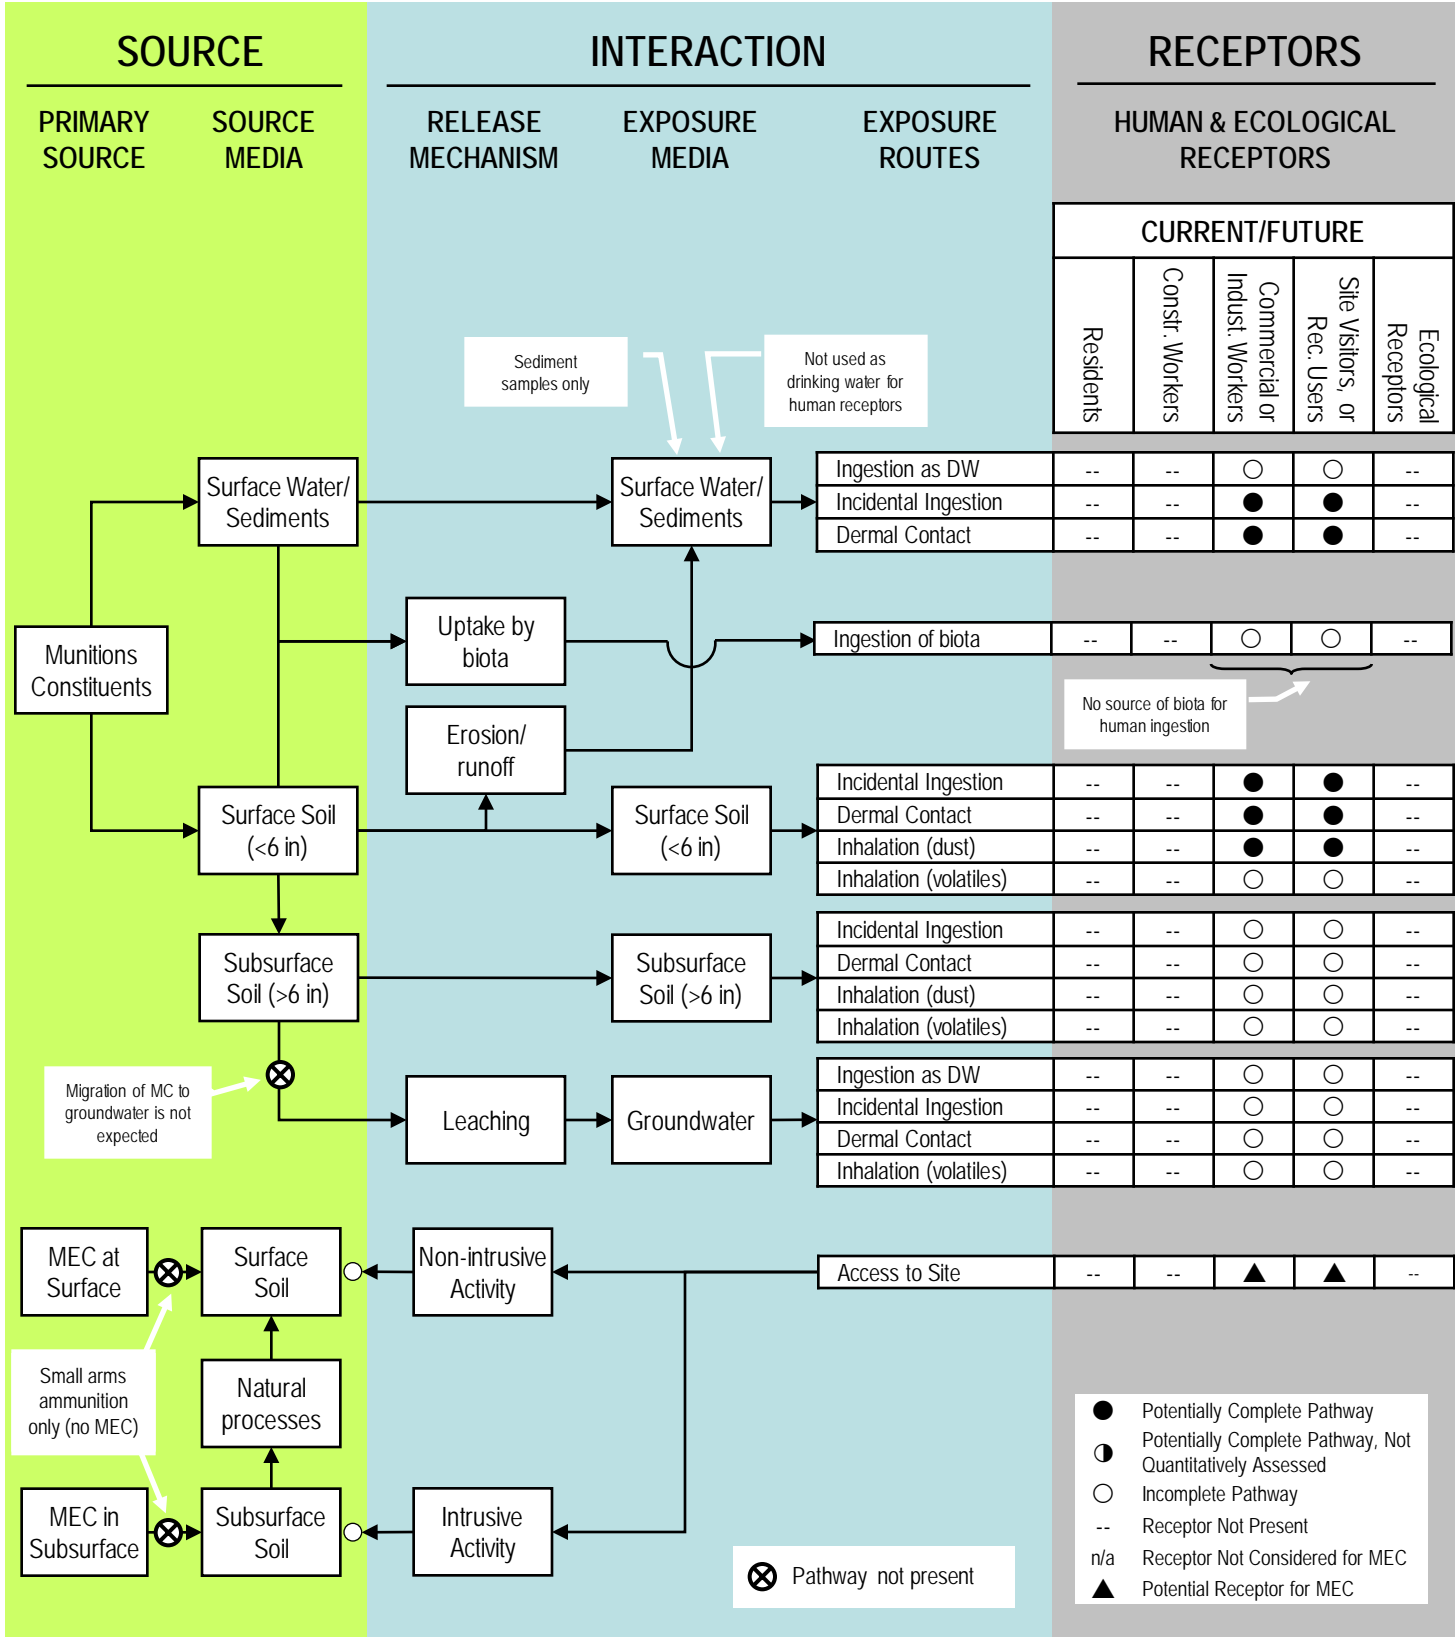 SOURCE
INTERACTION
RECEPTORS
PRIMARY
SOURCE
SOURCE
MEDIA
RELEASE
MECHANISM
EXPOSURE
MEDIA
EXPOSURE
ROUTES
HUMAN & ECOLOGICAL
RECEPTORS
CURRENT/FUTURE
Residents
Constr. Workers
Commercial or
Indust. Workers
Site Visitors, or
Rec. Users
Ecological
Receptors
Sediment
samples only
Not used as
drinking water for
human receptors
Surface Water/
Sediments
Surface Water/
Sediments
Ingestion as DW -- -- ○ ○ --
Incidental Ingestion -- -- ● ● --
Dermal Contact -- -- ● ● --
Munitions
Constituents
Uptake by
biota
Ingestion of biota -- -- ○ ○ --
No source of biota for
human ingestion
Erosion/
runoff
Surface Soil
(<6 in)
Surface Soil
(<6 in)
Incidental Ingestion -- -- ● ● --
Dermal Contact -- -- ● ● --
Inhalation (dust) -- -- ● ● --
Inhalation (volatiles) -- -- ○ ○ --
Subsurface
Soil (>6 in)
Subsurface
Soil (>6 in)
Incidental Ingestion -- -- ○ ○ --
Dermal Contact -- -- ○ ○ --
Inhalation (dust) -- -- ○ ○ --
Inhalation (volatiles) -- -- ○ ○ --
Migration of MC to
groundwater is not
expected
Leaching
Groundwater
Ingestion as DW -- -- ○ ○ --
Incidental Ingestion -- -- ○ ○ --
Dermal Contact -- -- ○ ○ --
Inhalation (volatiles) -- -- ○ ○ --
MEC at
Surface
Surface
Soil
Non-intrusive
Activity
Access to Site -- -- ▲ ▲ --
Small arms
ammunition
only (no MEC)
Natural
processes
MEC in
Subsurface
Subsurface
Soil
Intrusive
Activity
Pathway not present
● Potentially Complete Pathway
◑ Potentially Complete Pathway, Not
Quantitatively Assessed
○ Incomplete Pathway
-- Receptor Not Present
n/a Receptor Not Considered for MEC
▲ Potential Receptor for MEC